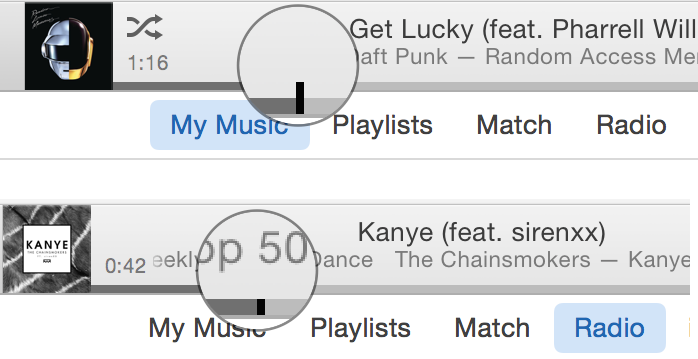 Get Lucky (feat. Pharrell Will
1:16
aft Punk — Random Access Me
My Music Playlists Match Radio
Kanye (feat. sirenxx)
KANYE
THE CHAINSMOKERS
0:42 eekly op 50 Dance The Chainsmokers — Kanye
My Music Playlists Match Radio